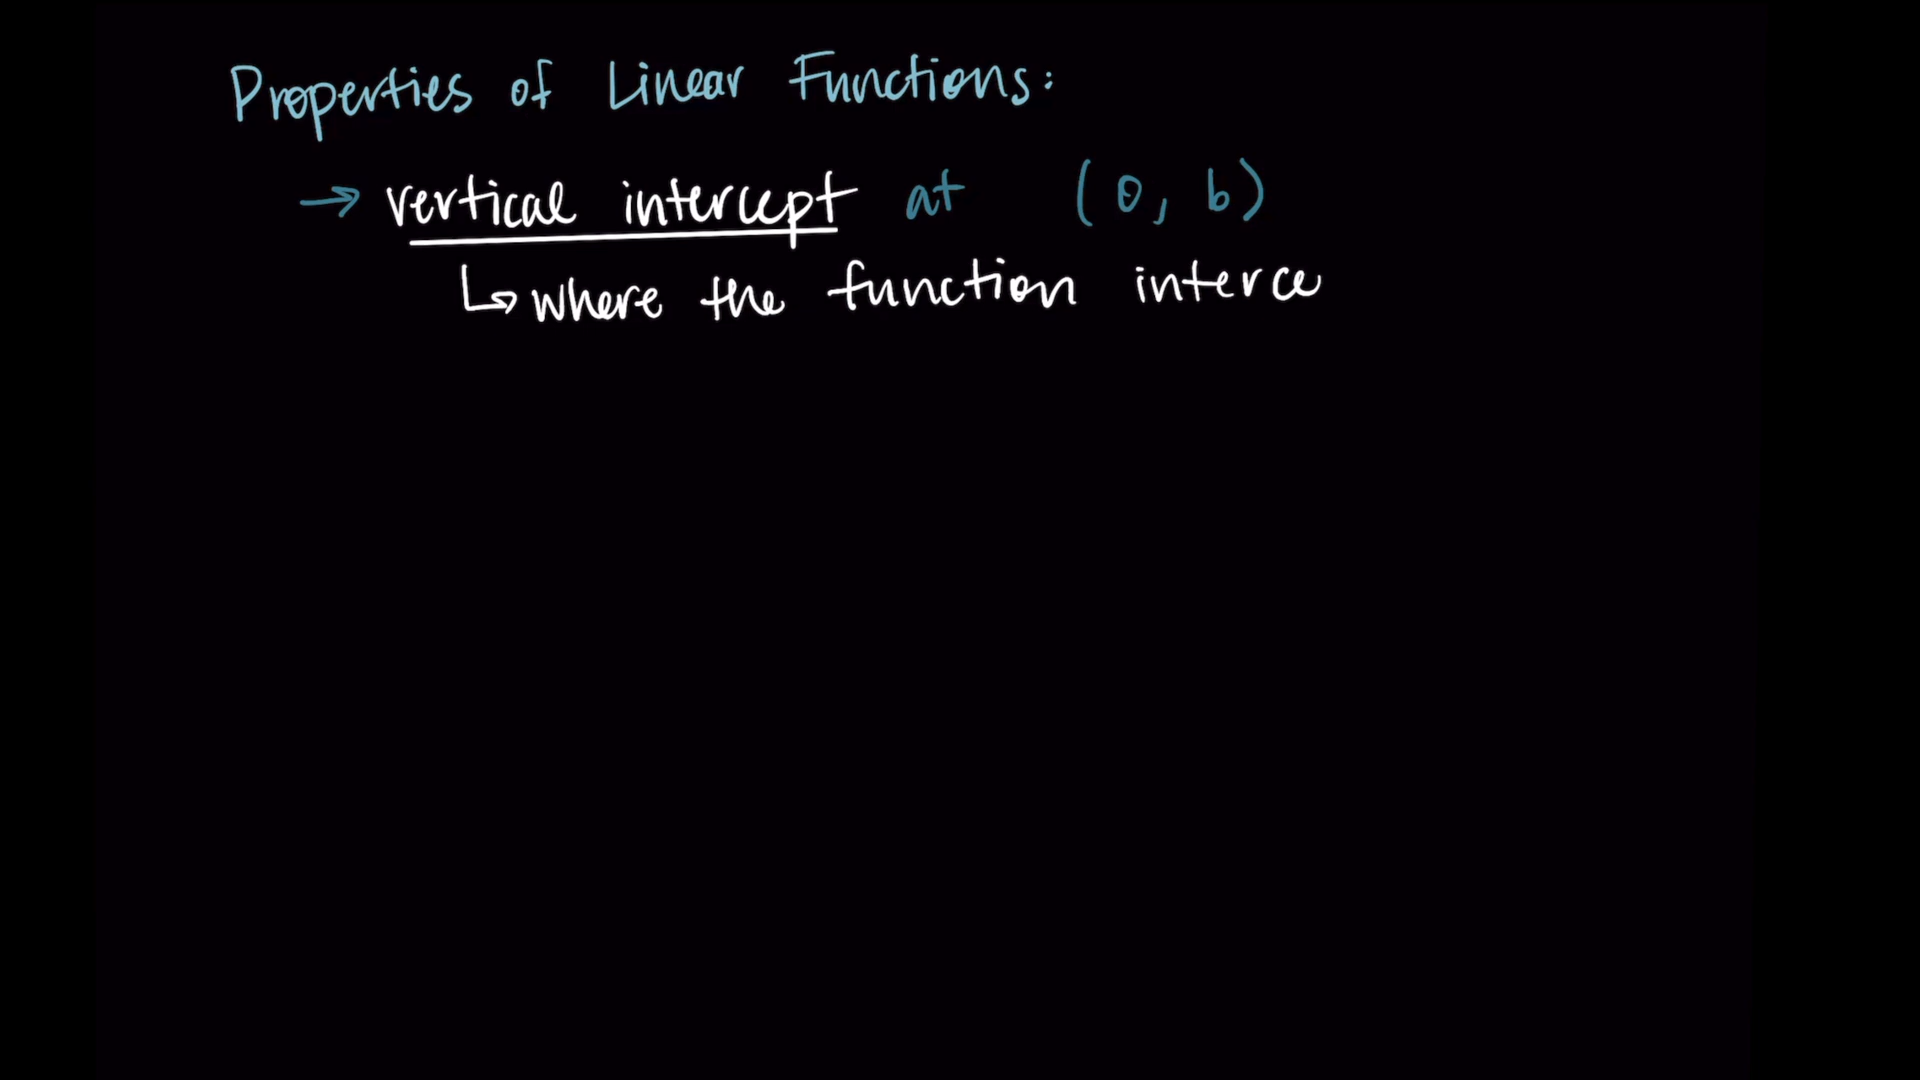 Properties of Linear Functions:
→ vertical intercept at (0, b)
↳ where the function interce